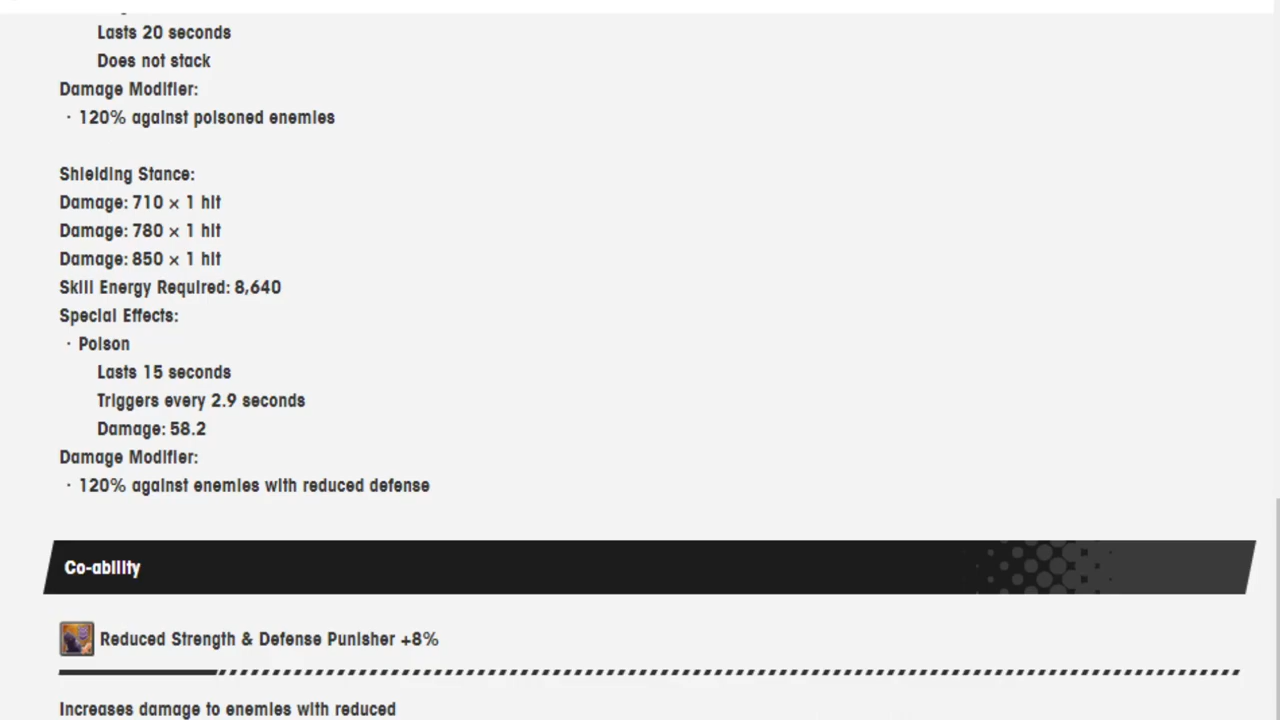 Lasts 20 seconds
Does not stack
Damage Modifier:
· 120% against poisoned enemies
Shielding Stance:
Damage: 710 × 1 hit
Damage: 780 × 1 hit
Damage: 850 × 1 hit
Skill Energy Required: 8,640
Special Effects:
· Poison
Lasts 15 seconds
Triggers every 2.9 seconds
Damage: 58.2
Damage Modifier:
· 120% against enemies with reduced defense
Co-ability
Reduced Strength & Defense Punisher +8%
Increases damage to enemies with reduced